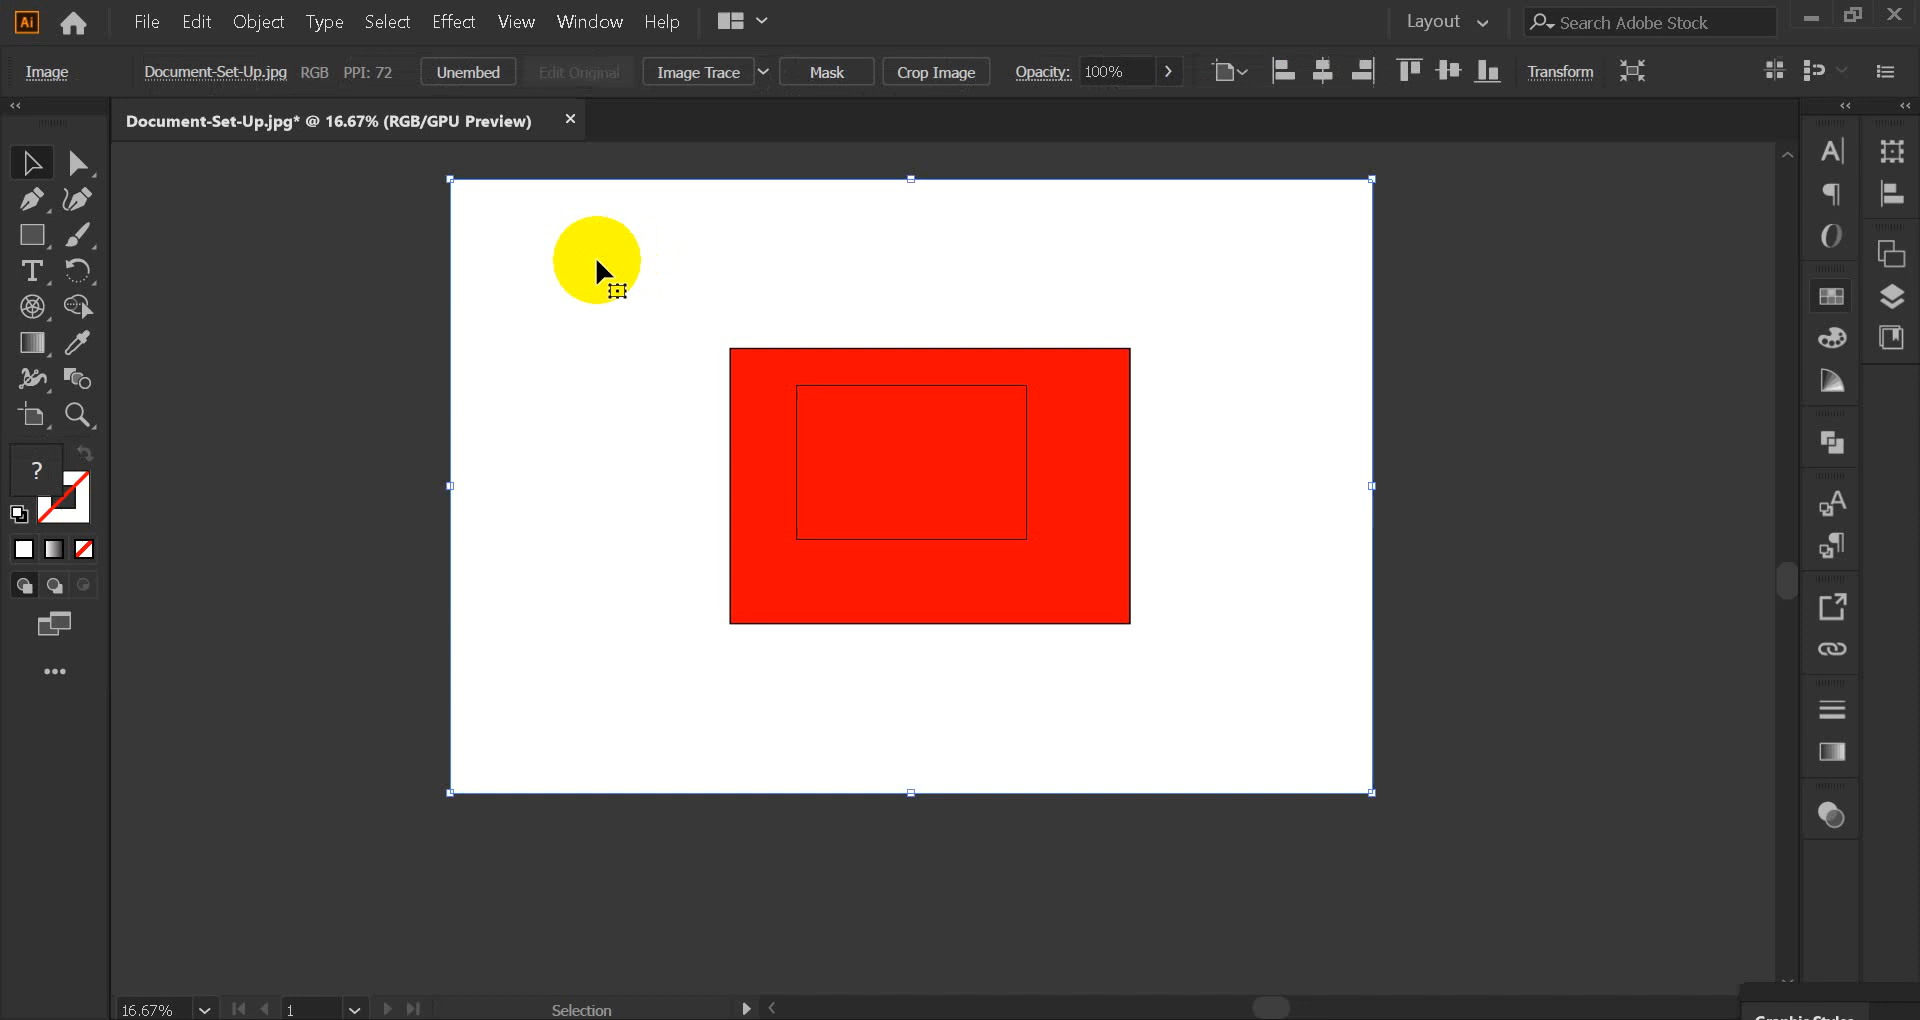 Ai File Edit Object Type Select Effect View Window Help Layout Search Adobe Stock
Image Document-Set-Up.jpg RGB PPI: 72 Unembed Edit Original Image Trace Mask Crop Image Opacity: 100% Transform
Document-Set-Up.jpg* @ 16.67% (RGB/GPU Preview)
?
16.67% 1 Selection
Graphic Styles